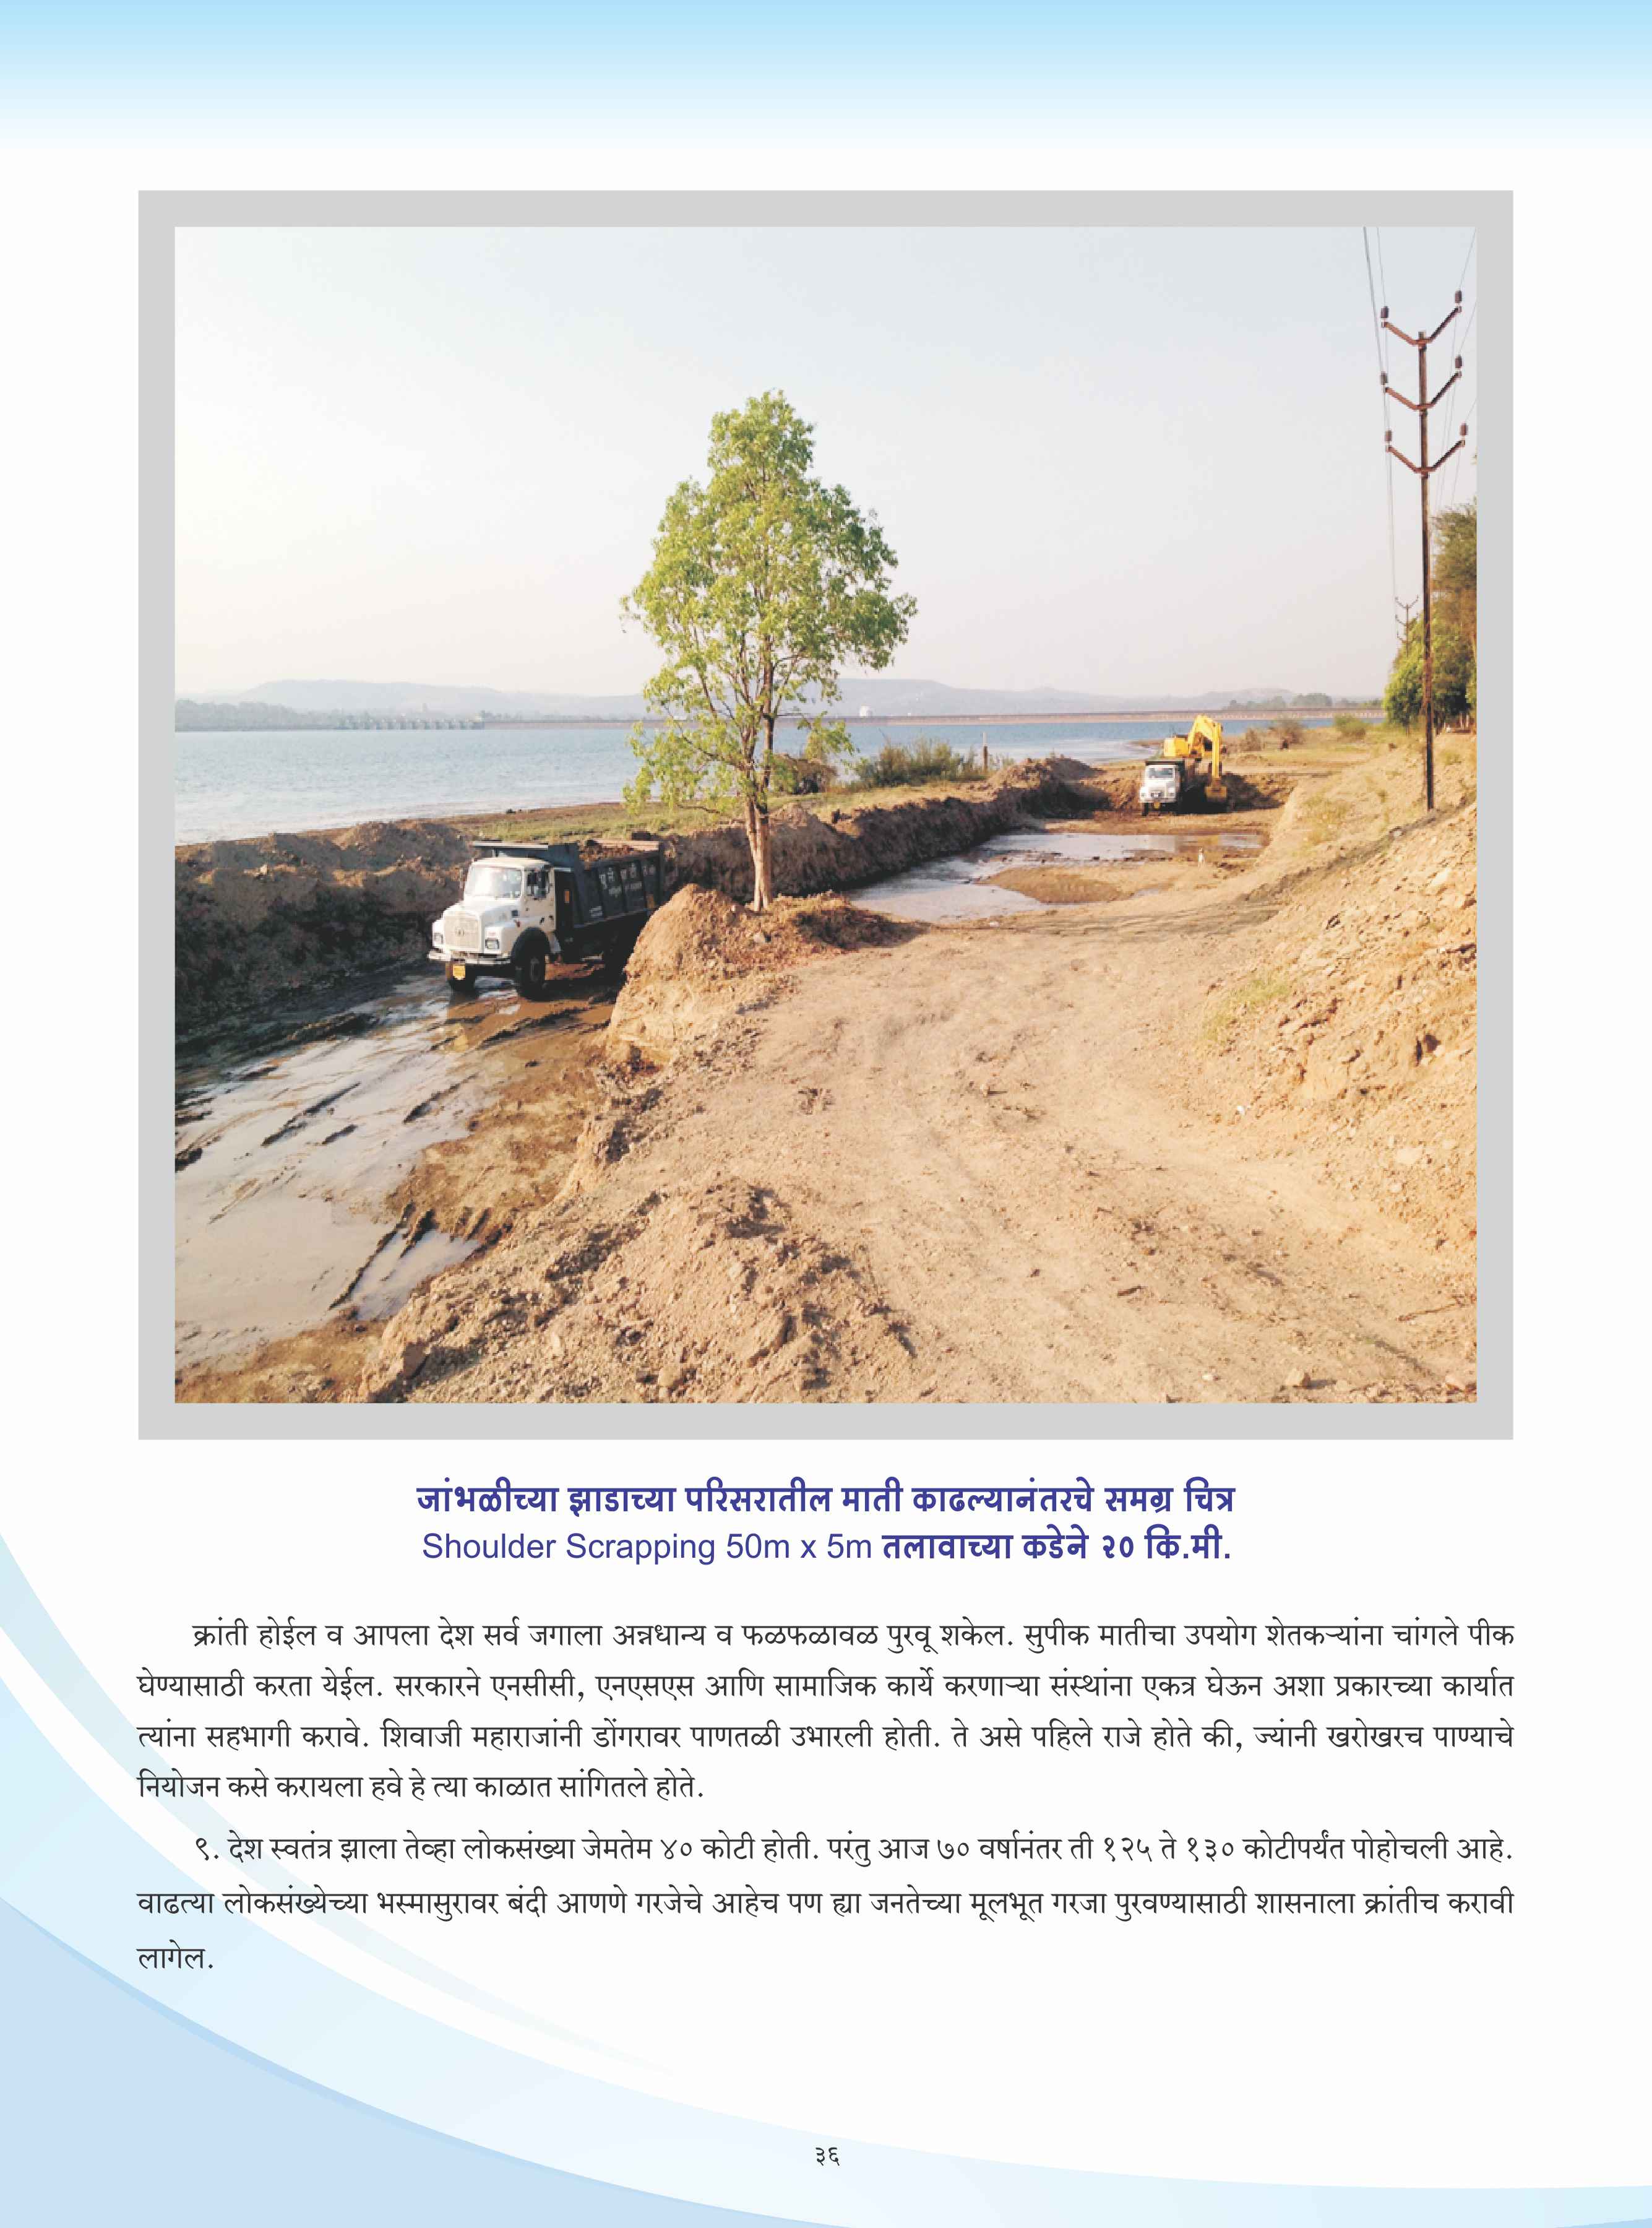 जांभळीच्या झाडाच्या परिसरातील माती काढल्यानंतरचे समग्र चित्र
Shoulder Scrapping 50m x 5m तलावाच्या कडेने २० कि.मी.
क्रांती होईल व आपला देश सर्व जगाला अन्नधान्य व फळफळावळ पुरवू शकेल. सुपीक मातीचा उपयोग शेतकऱ्यांना चांगले पीक
घेण्यासाठी करता येईल. सरकारने एनसीसी, एनएसएस आणि सामाजिक कार्ये करणाऱ्या संस्थांना एकत्र घेऊन अशा प्रकारच्या कार्यात
त्यांना सहभागी करावे. शिवाजी महाराजांनी डोंगरावर पाणतळी उभारली होती. ते असे पहिले राजे होते की, ज्यांनी खरोखरच पाण्याचे
नियोजन कसे करायला हवे हे त्या काळात सांगितले होते.
९. देश स्वतंत्र झाला तेव्हा लोकसंख्या जेमतेम ४० कोटी होती. परंतु आज ७० वर्षानंतर ती १२५ ते १३० कोटीपर्यंत पोहोचली आहे.
वाढत्या लोकसंख्येच्या भस्मासुरावर बंदी आणणे गरजेचे आहेच पण ह्या जनतेच्या मूलभूत गरजा पुरवण्यासाठी शासनाला क्रांतीच करावी
लागेल.
३६